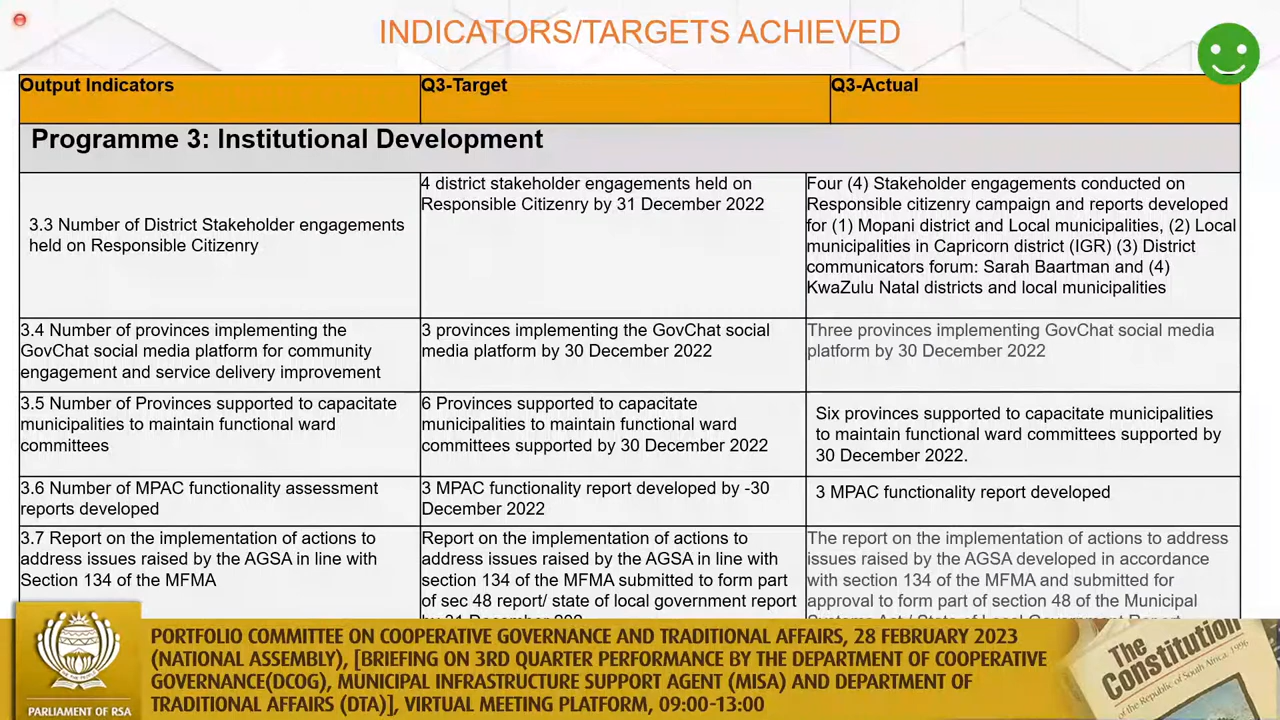 INDICATORS/TARGETS ACHIEVED
Output Indicators
Q3-Target
Q3-Actual
Programme 3: Institutional Development
3.3 Number of District Stakeholder engagements
held on Responsible Citizenry
4 district stakeholder engagements held on
Responsible Citizenry by 31 December 2022
Four (4) Stakeholder engagements conducted on
Responsible citizenry campaign and reports developed
for (1) Mopani district and Local municipalities, (2) Local
municipalities in Capricorn district (IGR) (3) District
communicators forum: Sarah Baartman and (4)
KwaZulu Natal districts and local municipalities
3.4 Number of provinces implementing the
GovChat social media platform for community
engagement and service delivery improvement
3 provinces implementing the GovChat social
media platform by 30 December 2022
Three provinces implementing GovChat social media
platform by 30 December 2022
3.5 Number of Provinces supported to capacitate
municipalities to maintain functional ward
committees
6 Provinces supported to capacitate
municipalities to maintain functional ward
committees supported by 30 December 2022
Six provinces supported to capacitate municipalities
to maintain functional ward committees supported by
30 December 2022.
3.6 Number of MPAC functionality assessment
reports developed
3 MPAC functionality report developed by -30
December 2022
3 MPAC functionality report developed
3.7 Report on the implementation of actions to
address issues raised by the AGSA in line with
Section 134 of the MFMA
Report on the implementation of actions to
address issues raised by the AGSA in line with
section 134 of the MFMA submitted to form part
of sec 48 report/ state of local government report
by 31 December
The report on the implementation of actions to address
issues raised by the AGSA developed in accordance
with section 134 of the MFMA and submitted for
approval to form part of section 48 of the Municipal
Systems Act / State of Local Government Report
PORTFOLIO COMMITTEE ON COOPERATIVE GOVERNANCE AND TRADITIONAL AFFAIRS, 28 FEBRUARY 2023
(NATIONAL ASSEMBLY), [BRIEFING ON 3RD QUARTER PERFORMANCE BY THE DEPARTMENT OF COOPERATIVE
GOVERNANCE(DCOG), MUNICIPAL INFRASTRUCTURE SUPPORT AGENT (MISA) AND DEPARTMENT OF
TRADITIONAL AFFAIRS (DTA)], VIRTUAL MEETING PLATFORM, 09:00-13:00
PARLIAMENT OF RSA
The
Constitution
of the Republic of South Africa, 1996